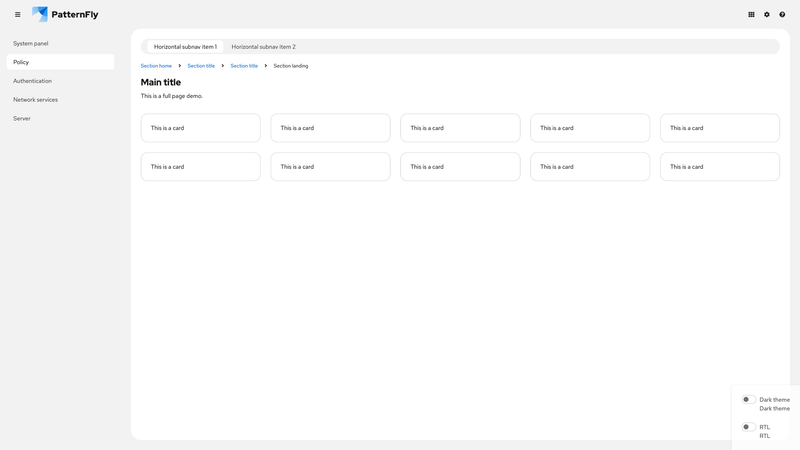 PatternFly
System panel
Policy
Authentication
Network services
Server
Horizontal subnav item 1 Horizontal subnav item 2
Section home Section title Section title Section landing
Main title
This is a full page demo.
This is a card This is a card This is a card This is a card This is a card
This is a card This is a card This is a card This is a card This is a card
Dark theme
Dark theme
RTL
RTL